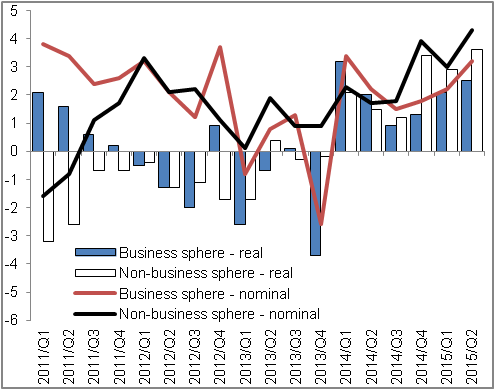 5
4
3
2
1
0
-1
-2
-3
-4
-5
-6
Business sphere - real
Non-business sphere - real
Business sphere - nominal
Non-business sphere - nominal
2011/Q1
2011/Q2
2011/Q3
2011/Q4
2012/Q1
2012/Q2
2012/Q3
2012/Q4
2013/Q1
2013/Q2
2013/Q3
2013/Q4
2014/Q1
2014/Q2
2014/Q3
2014/Q4
2015/Q1
2015/Q2